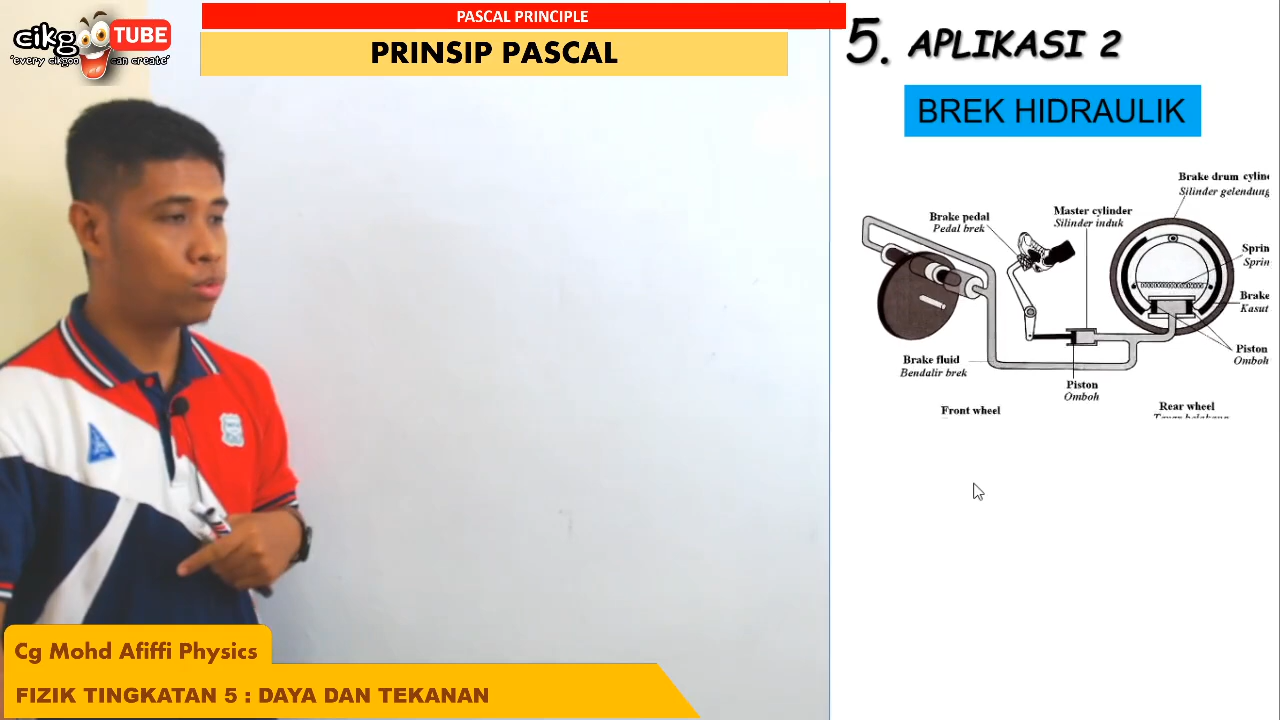 cikgooTUBE
'every cikgoo can create'
PASCAL PRINCIPLE
PRINSIP PASCAL
5. APLIKASI 2
BREK HIDRAULIK
Brake drum
Silinder gelendung
Brake pedal
Pedal brek
Master cylinder
Silinder induk
Brake
Kasut
Piston
Omboh
Brake fluid
Bendalir brek
Piston
Omboh
Front wheel
Rear wheel
Cg Mohd Afiffi Physics
FIZIK TINGKATAN 5 : DAYA DAN TEKANAN